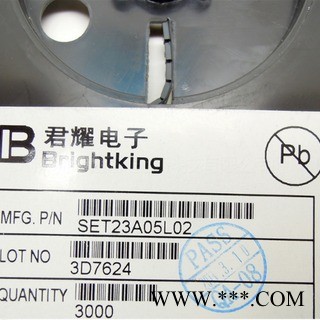 君耀电子
Brightking
Pb
MFG. P/N
SET23A05L02
LOT NO
3D7624
PASS
QUANTITY
3000
www.***.com